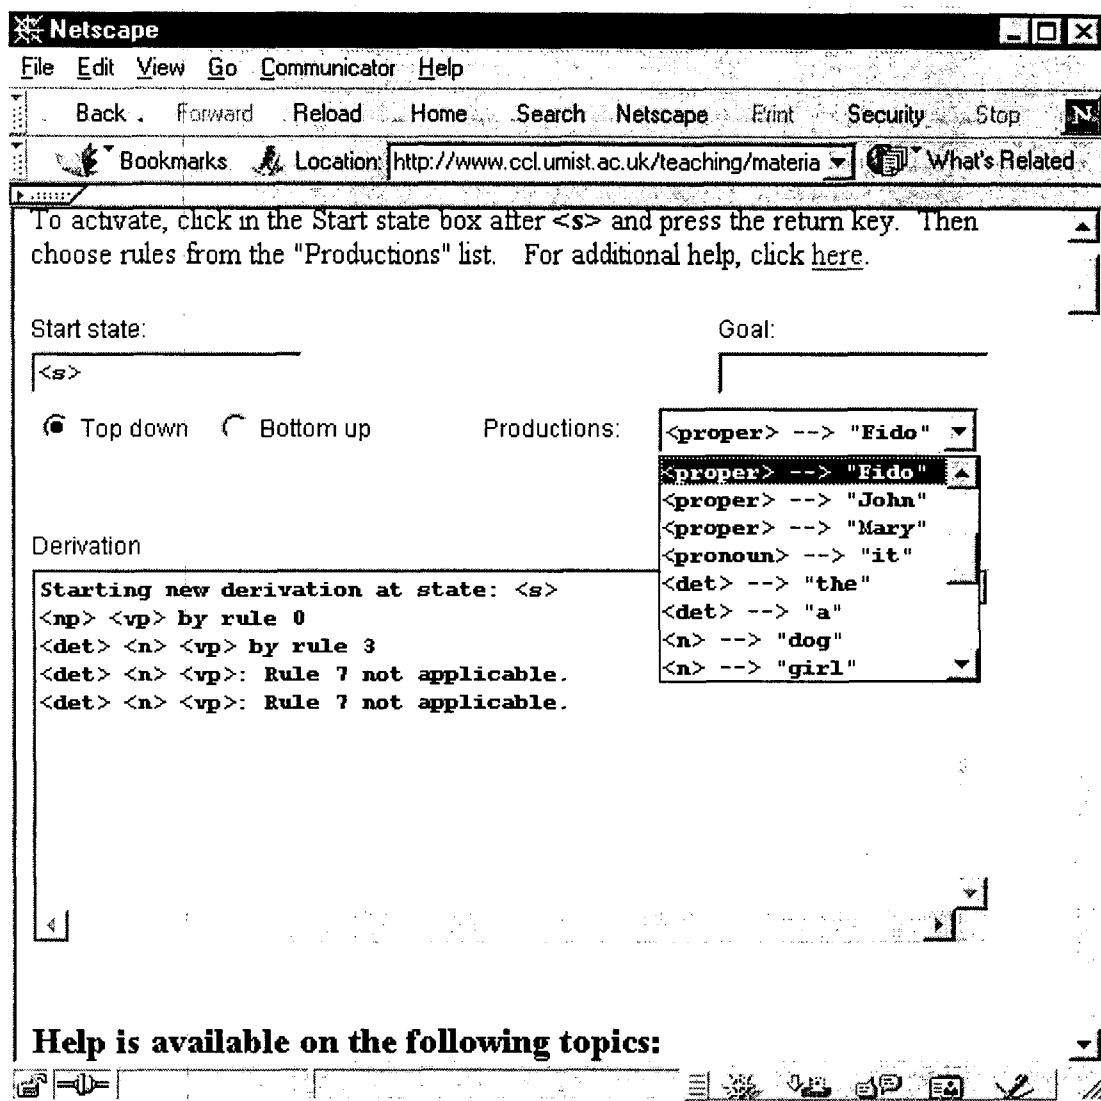 Netscape
File Edit View Go Communicator Help
Back Forward Reload Home Search Netscape Print Security Stop N
Bookmarks Location: http://www.ccl.umist.ac.uk/teaching/materia What's Related
To activate, click in the Start state box after <s> and press the return key. Then
choose rules from the "Productions" list. For additional help, click here.
Start state: Goal:
<s>
Top down Bottom up Productions: <proper> --> "Fido"
<proper> --> "Fido"
<proper> --> "John"
<proper> --> "Mary"
<pronoun> --> "it"
<det> --> "the"
<det> --> "a"
<n> --> "dog"
<n> --> "girl"
Derivation
Starting new derivation at state: <s>
<np> <vp> by rule 0
<det> <n> <vp> by rule 3
<det> <n> <vp>: Rule 7 not applicable.
<det> <n> <vp>: Rule 7 not applicable.
Help is available on the following topics: